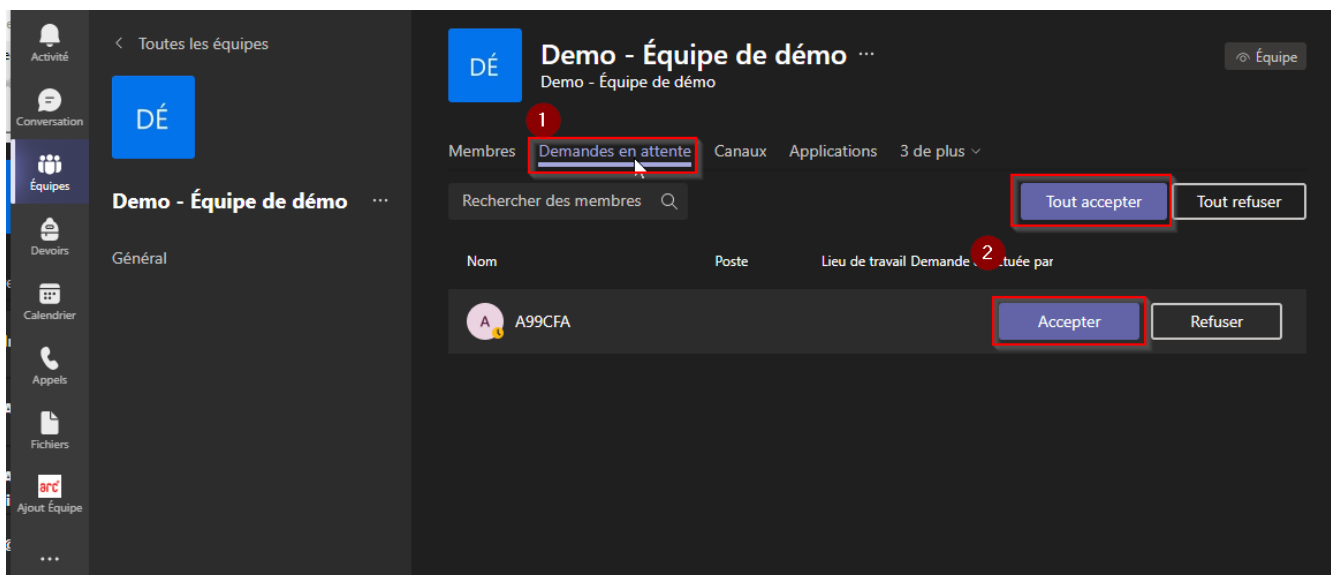 Activité
Conversation
Équipes
Devoirs
Calendrier
Appels
Fichiers
arc
Ajout Équipe
Toutes les équipes
DÉ
Demo - Équipe de démo
Général
DÉ
Demo - Équipe de démo
Demo - Équipe de démo
Équipe
1
Membres Demandes en attente Canaux Applications 3 de plus
Rechercher des membres Tout accepter Tout refuser
2
Nom Poste Lieu de travail Demande par
A A99CFA Accepter Refuser